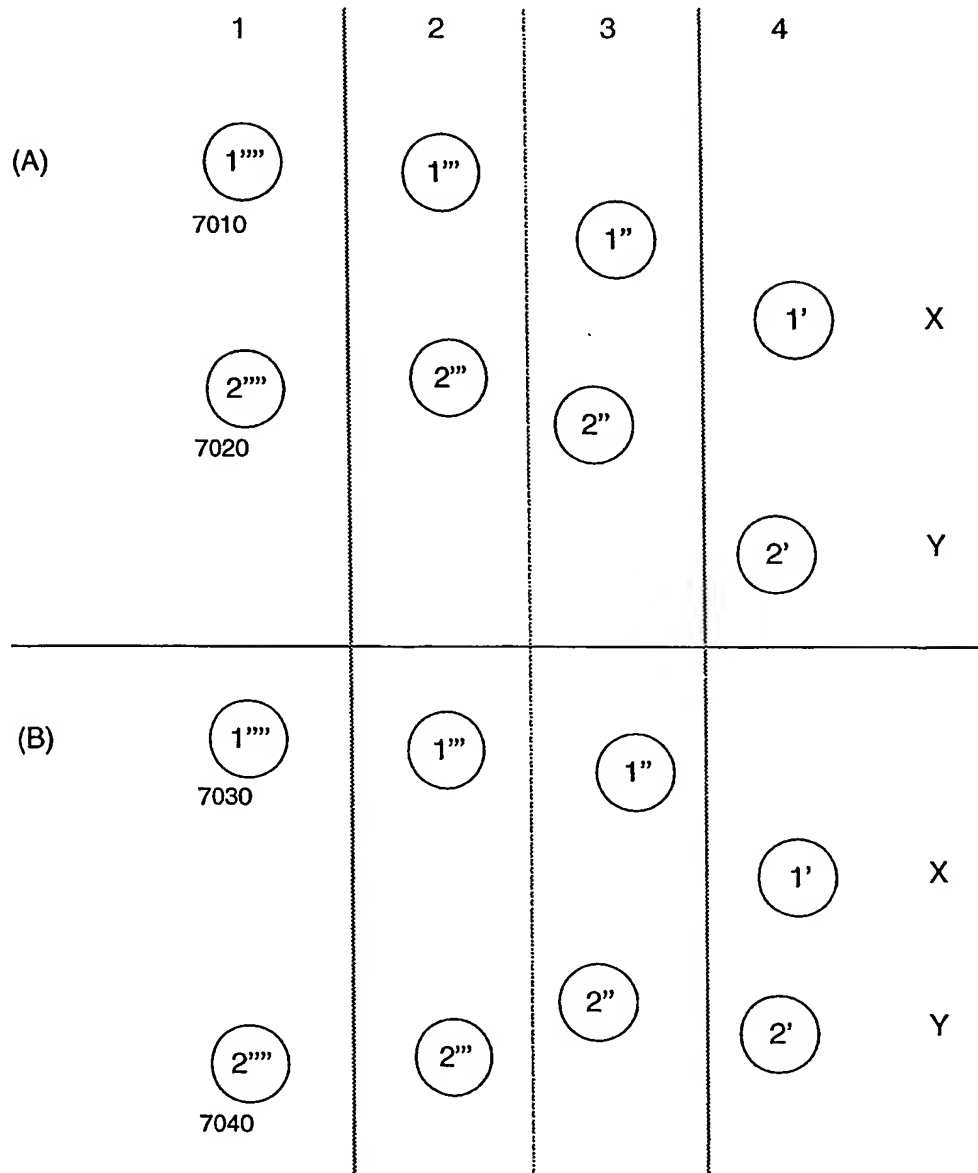 1 2 3 4
(A) 1”” 1”’ 1” 1’ X
7010
2”” 2”’ 2” 2’ Y
7020
(B) 1”” 1”’ 1” 1’ X
7030
2”” 2”’ 2” 2’ Y
7040